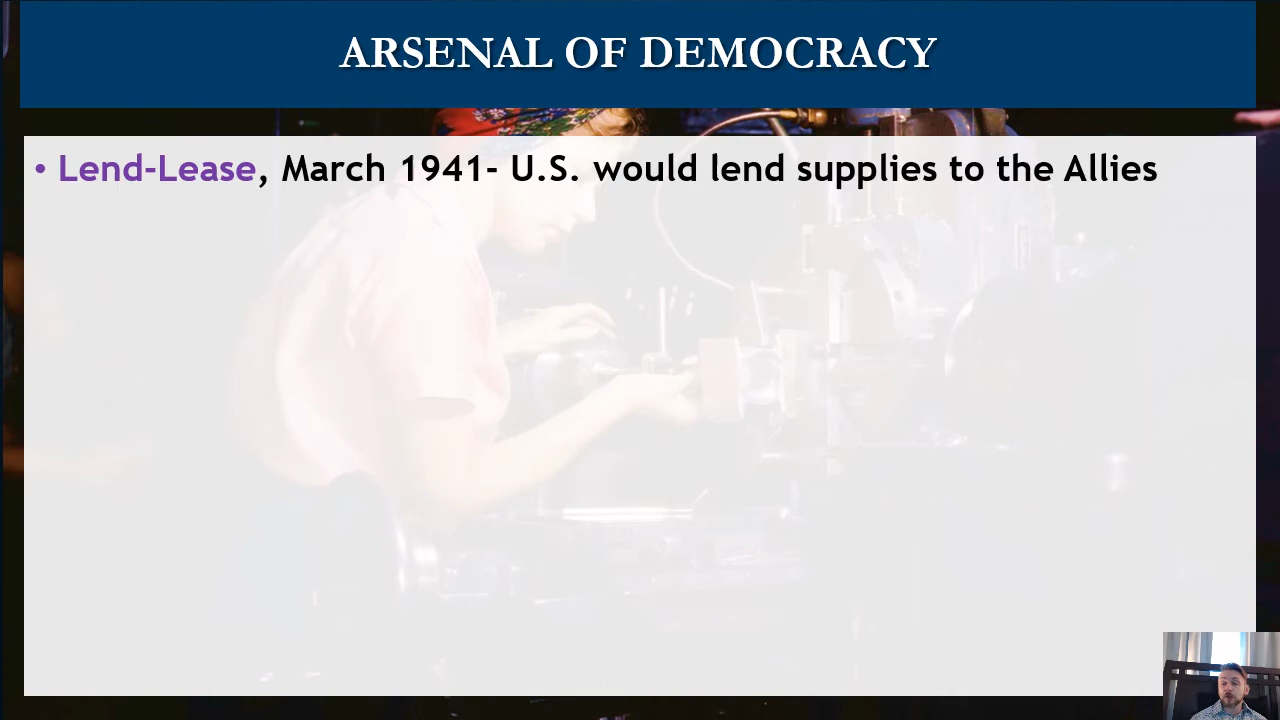 ARSENAL OF DEMOCRACY
• Lend-Lease, March 1941- U.S. would lend supplies to the Allies